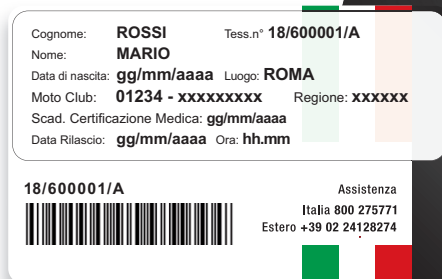 Cognome: ROSSI Tess.n° 18/600001/A
Nome: MARIO
Data di nascita: gg/mm/aaaa Luogo: ROMA
Moto Club: 01234 - xxxxxxxxx Regione: xxxxxx
Scad. Certificazione Medica: gg/mm/aaaa
Data Rilascio: gg/mm/aaaa Ora: hh.mm
18/600001/A
Assistenza
Italia 800 275771
Estero +39 02 24128274